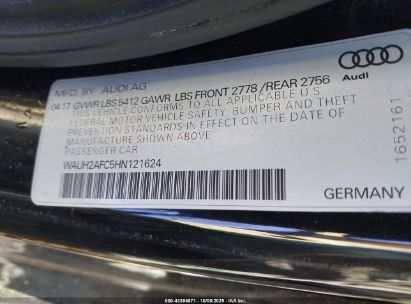 MFD. BY AUDI AG
04 17 GVWR LBS 5412 GAWR LBS FRONT 2778 / REAR 2756
THIS VEHICLE CONFORMS TO ALL APPLICABLE
FEDERAL MOTOR VEHICLE SAFETY, BUMPER AND THEFT
PREVENTION STANDARDS IN EFFECT ON THE DATE OF
MANUFACTURE SHOWN ABOVE
PASSENGER CAR
WAUH2AFC5HN121624
Audi
1652161
GERMANY